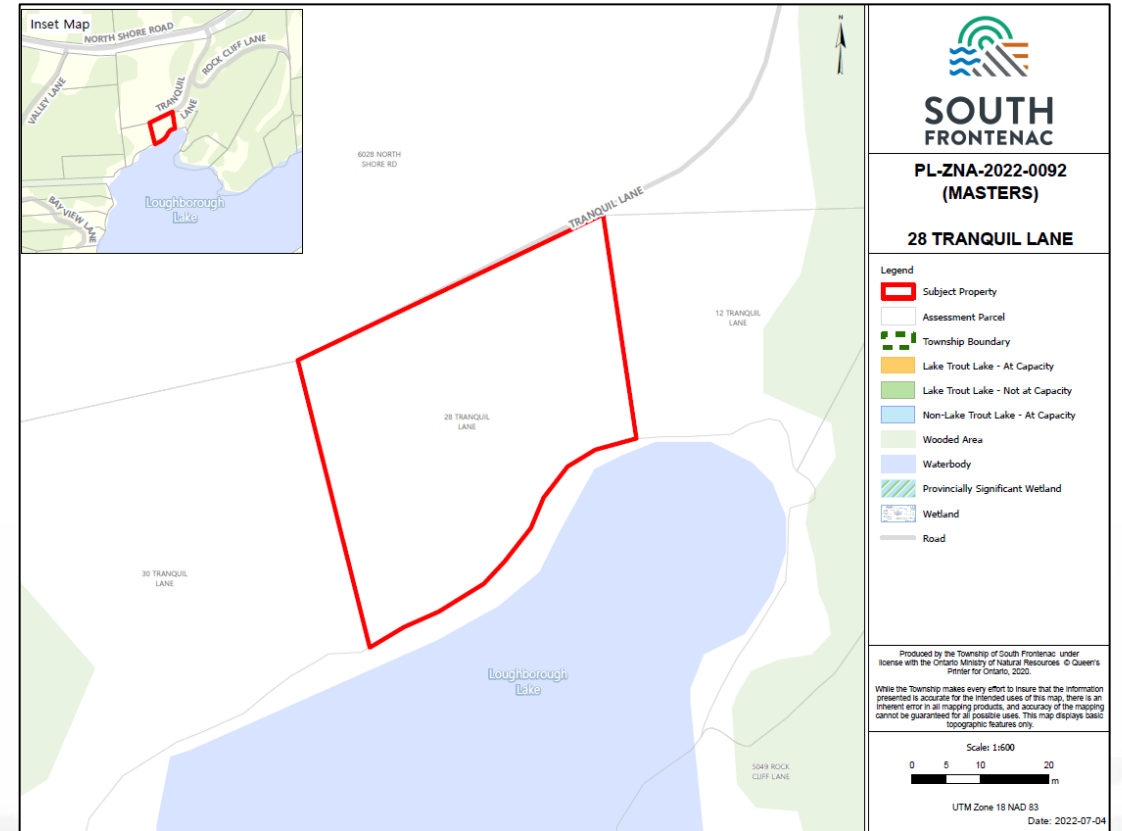 Inset Map
NORTH SHORE ROAD
ROCK CLIFF LANE
VALLEY LANE
TRANQUIL
LANE
Loughborough
Lake
BAY VIEW LANE
N
6028 NORTH
SHORE RD
TRANQUIL LANE
12 TRANQUIL
LANE
28 TRANQUIL
LANE
30 TRANQUIL
LANE
Loughborough
Lake
5049 ROCK
CLIFF LANE
SOUTH
FRONTENAC
PL-ZNA-2022-0092
(MASTERS)
28 TRANQUIL LANE
Legend
Subject Property
Assessment Parcel
Township Boundary
Lake Trout Lake - At Capacity
Lake Trout Lake - Not at Capacity
Non-Lake Trout Lake - At Capacity
Wooded Area
Waterbody
Provincially Significant Wetland
Wetland
Road
Produced by the Township of South Frontenac under
license with the Ontario Ministry of Natural Resources © Queen's
Printer for Ontario, 2020.
While the Township makes every effort to insure that the information
presented is accurate for the intended uses of this map, there is an
inherent error in all mapping products, and accuracy of the mapping
cannot be guaranteed for all possible uses. This map displays basic
topographic features only.
Scale: 1:600
0 5 10 20
m
UTM Zone 18 NAD 83
Date: 2022-07-04